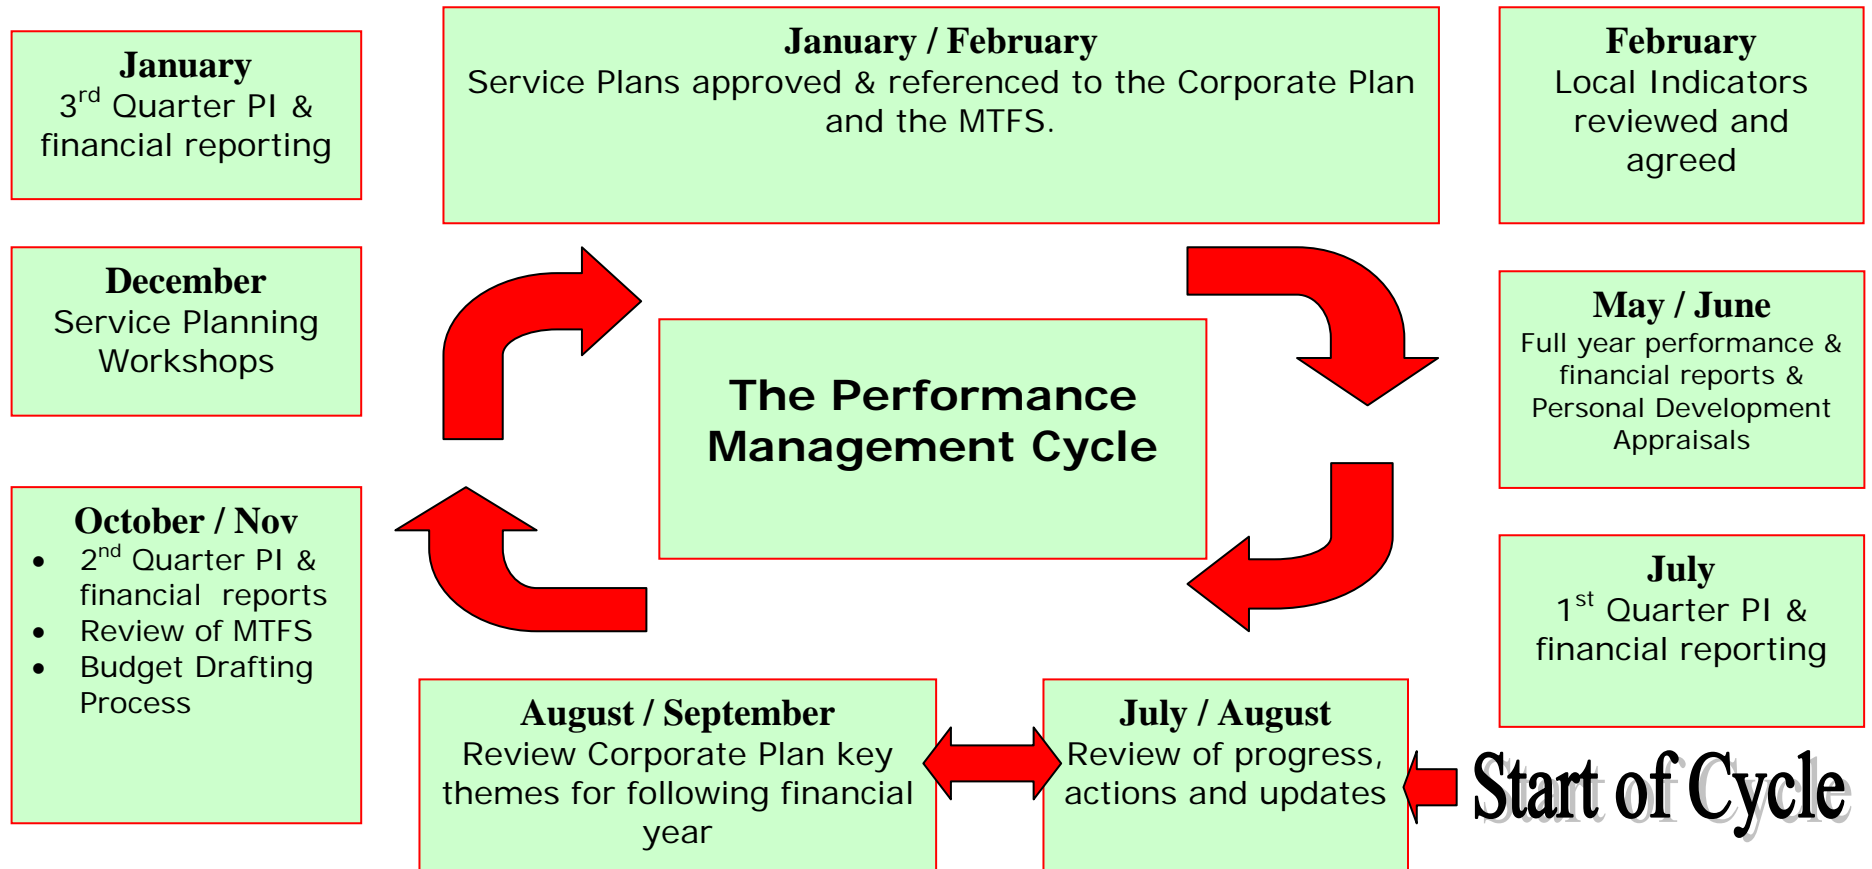 January
3rd Quarter PI &
financial reporting
January / February
Service Plans approved & referenced to the Corporate Plan
and the MTFS.
February
Local Indicators
reviewed and
agreed
December
Service Planning
Workshops
The Performance
Management Cycle
May / June
Full year performance &
financial reports &
Personal Development
Appraisals
October / Nov
• 2nd Quarter PI &
financial reports
• Review of MTFS
• Budget Drafting
Process
July
1st Quarter PI &
financial reporting
August / September
Review Corporate Plan key
themes for following financial
year
July / August
Review of progress,
actions and updates
Start of Cycle